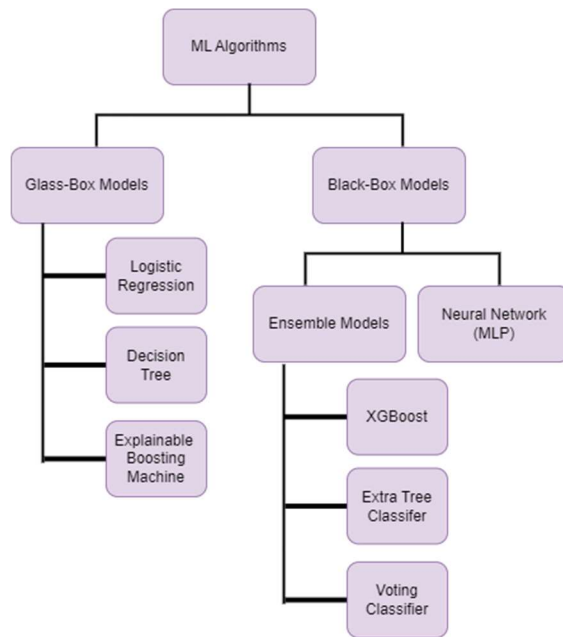 ML Algorithms
Glass-Box Models
Black-Box Models
Logistic
Regression
Decision
Tree
Explainable
Boosting
Machine
Ensemble Models
Neural Network
(MLP)
XGBoost
Extra Tree
Classifer
Voting
Classifier